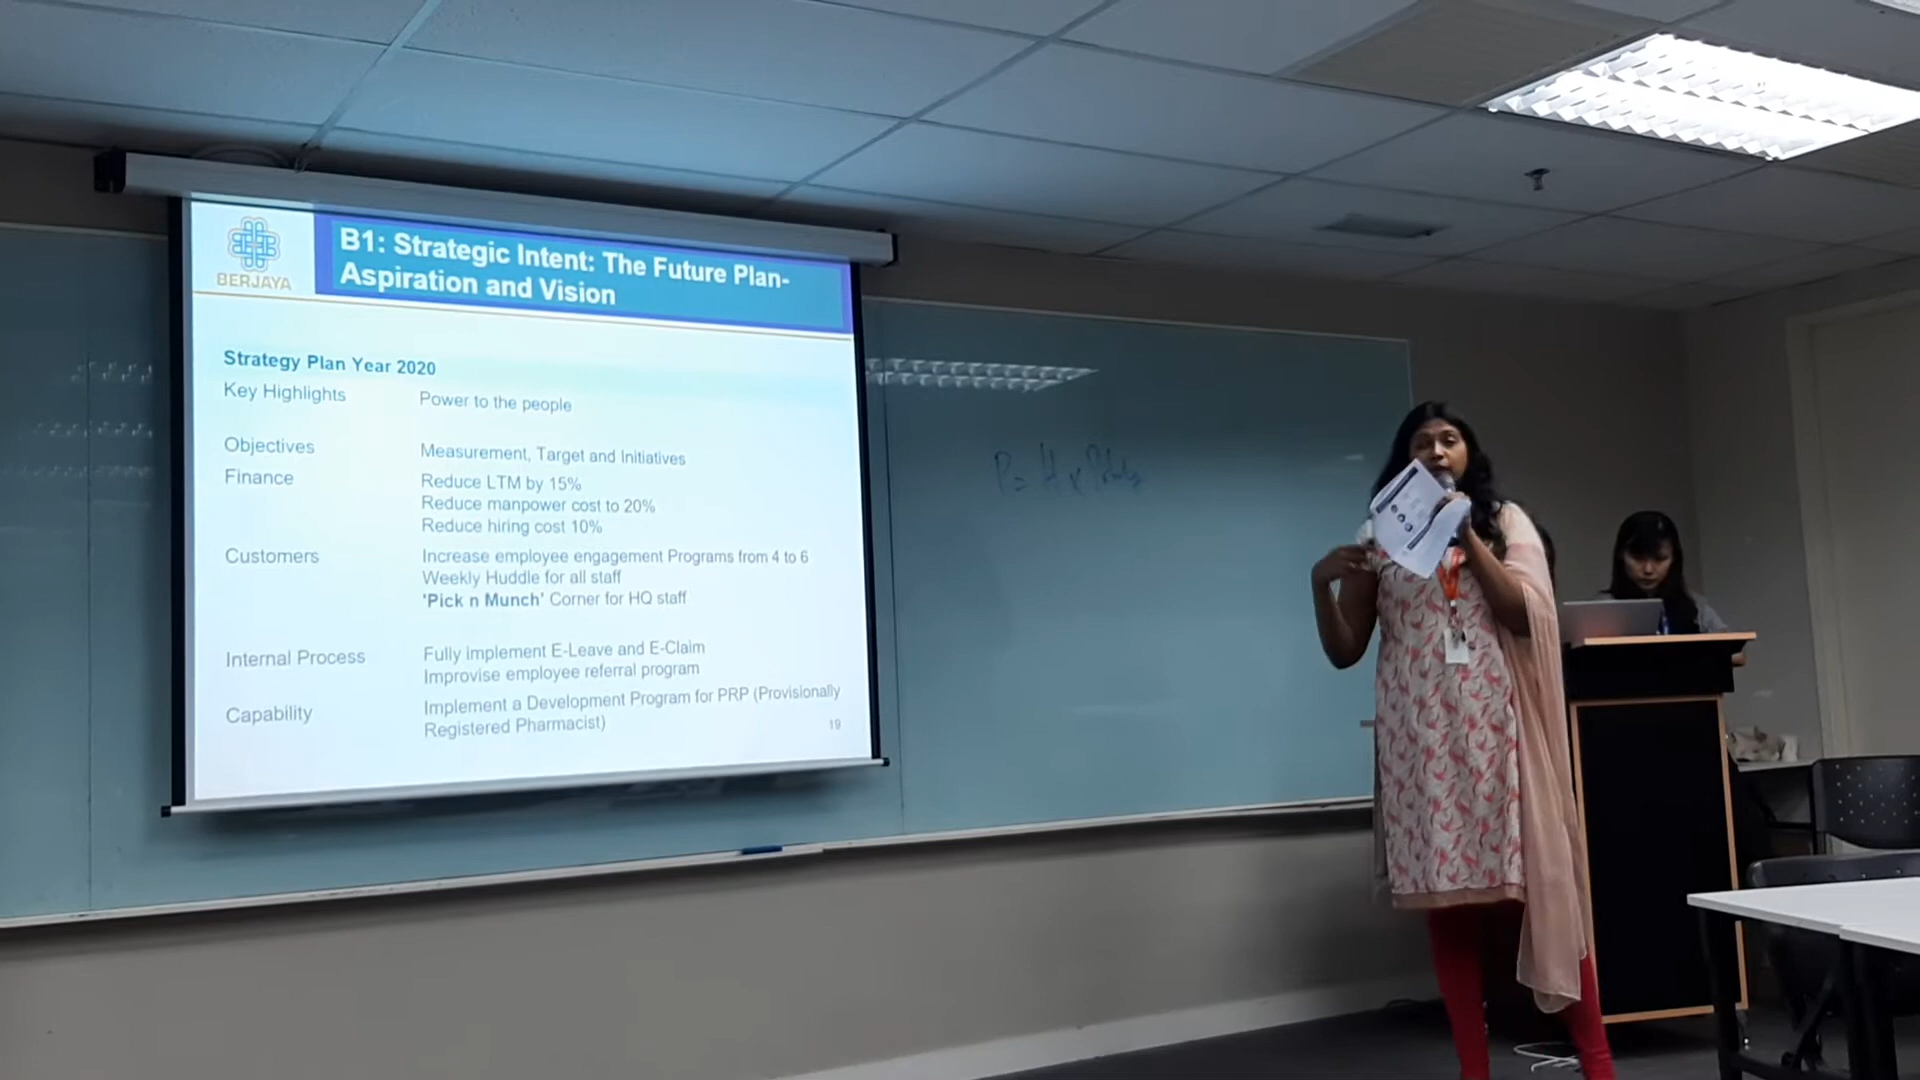 BERJAYA
B1: Strategic Intent: The Future Plan-
Aspiration and Vision
Strategy Plan Year 2020
Key Highlights Power to the people
Objectives Measurement, Target and Initiatives
Finance Reduce LTM by 15%
Reduce manpower cost to 20%
Reduce hiring cost 10%
Customers Increase employee engagement Programs from 4 to 6
Weekly Huddle for all staff
'Pick n Munch' Corner for HQ staff
Internal Process Fully implement E-Leave and E-Claim
Improvise employee referral program
Capability Implement a Development Program for PRP (Provisionally
Registered Pharmacist)
19
P= H x